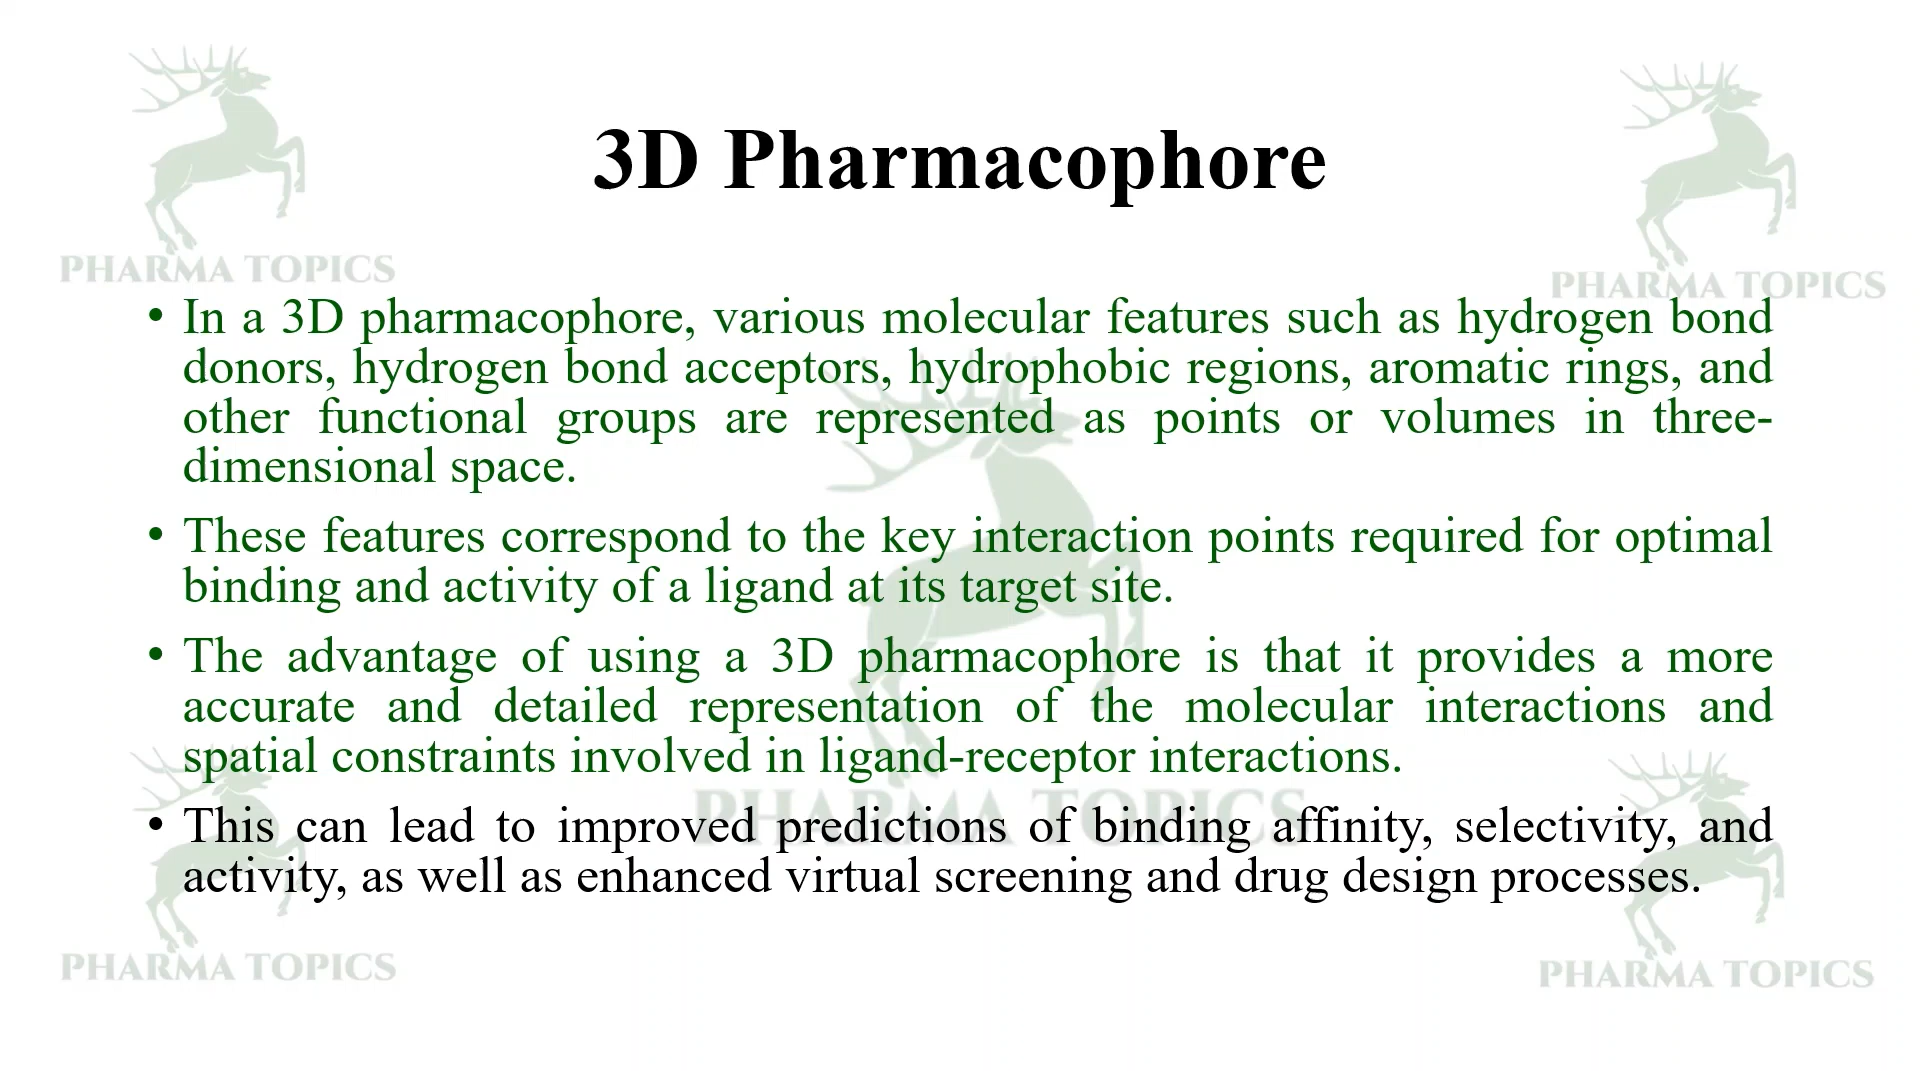 3D Pharmacophore
PHARMA TOPICS
PHARMA TOPICS
• In a 3D pharmacophore, various molecular features such as hydrogen bond
donors, hydrogen bond acceptors, hydrophobic regions, aromatic rings, and
other functional groups are represented as points or volumes in three-
dimensional space.
• These features correspond to the key interaction points required for optimal
binding and activity of a ligand at its target site.
• The advantage of using a 3D pharmacophore is that it provides a more
accurate and detailed representation of the molecular interactions and
spatial constraints involved in ligand-receptor interactions.
PHARMA TOPICS
• This can lead to improved predictions of binding affinity, selectivity, and
activity, as well as enhanced virtual screening and drug design processes.
PHARMA TOPICS
PHARMA TOPICS